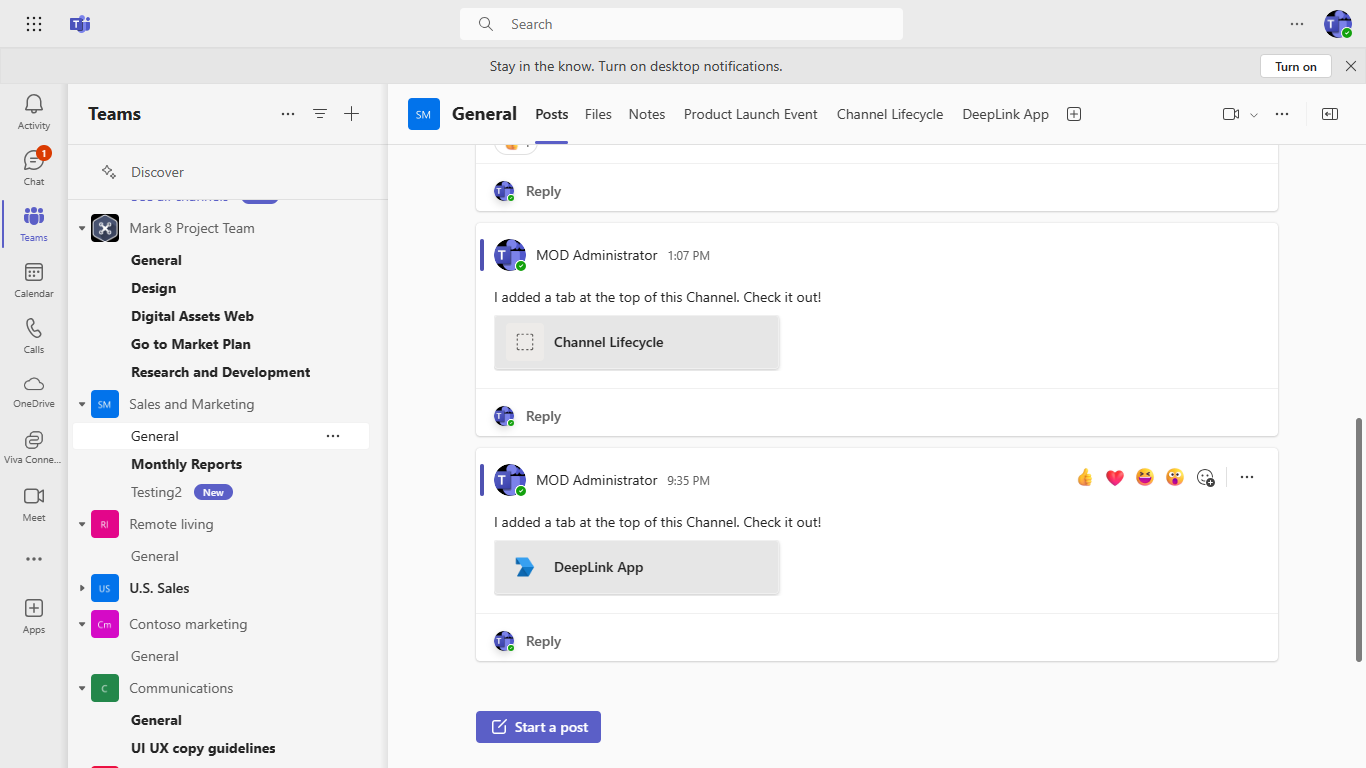 Search
Stay in the know. Turn on desktop notifications.
Turn on
Activity
Chat
1
Teams
Calendar
Calls
OneDrive
Viva Conne...
Meet
Apps
Teams
Discover
Mark 8 Project Team
General
Design
Digital Assets Web
Go to Market Plan
Research and Development
SM Sales and Marketing
General
Monthly Reports
Testing2 New
Rl Remote living
General
US U.S. Sales
Cm Contoso marketing
General
C Communications
General
UI UX copy guidelines
SM General Posts Files Notes Product Launch Event Channel Lifecycle DeepLink App
Reply
MOD Administrator 1:07 PM
I added a tab at the top of this Channel. Check it out!
Channel Lifecycle
Reply
MOD Administrator 9:35 PM
I added a tab at the top of this Channel. Check it out!
DeepLink App
Reply
Start a post